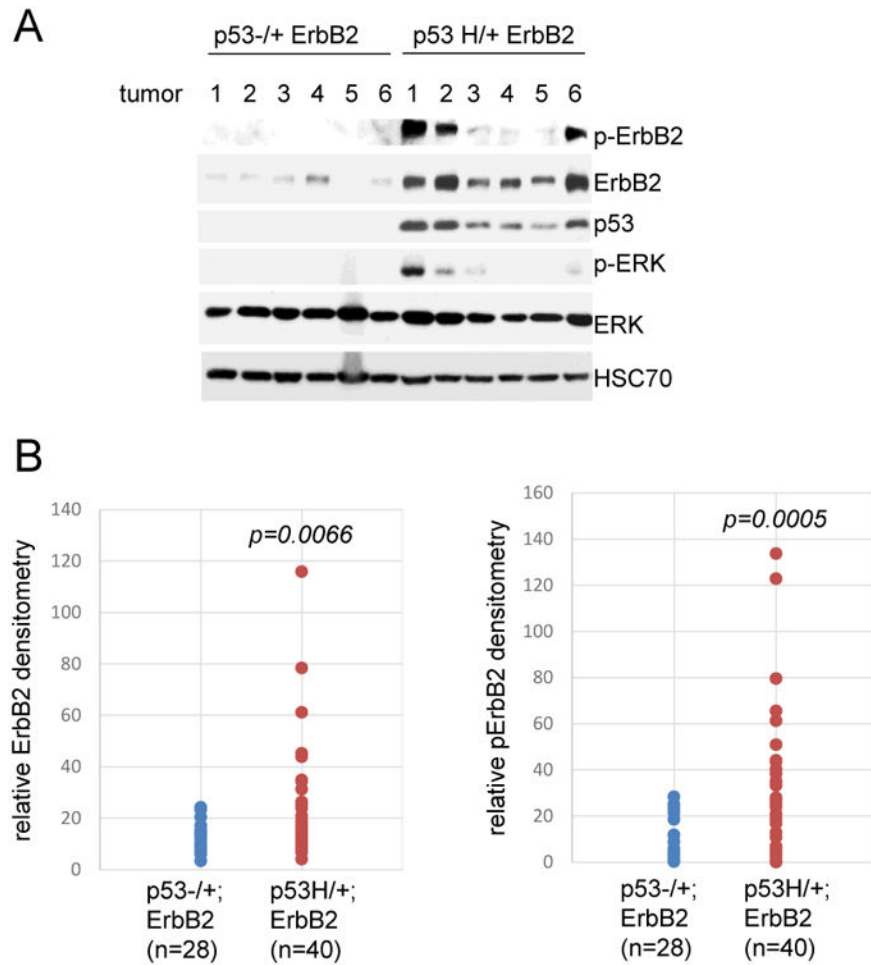 A
p53-/+ ErbB2 p53 H/+ ErbB2
tumor 1 2 3 4 5 6 1 2 3 4 5 6
p-ErbB2
ErbB2
p53
p-ERK
ERK
HSC70
B
relative ErbB2 densitometry
140
120
100
80
60
40
20
0
p=0.0066
p53-/+;
ErbB2
(n=28)
p53H/+;
ErbB2
(n=40)
relative pErbB2 densitometry
160
140
120
100
80
60
40
20
0
p=0.0005
p53-/+;
ErbB2
(n=28)
p53H/+;
ErbB2
(n=40)